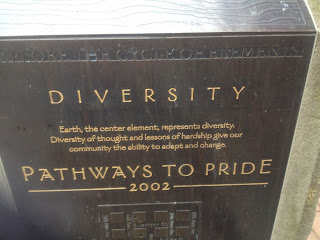 DIVERSITY
Earth, the center element, represents diversity.
Diversity of thought and lessons of hardship give our
community the ability to adapt and change.
PATHWAYS TO PRIDE
2002